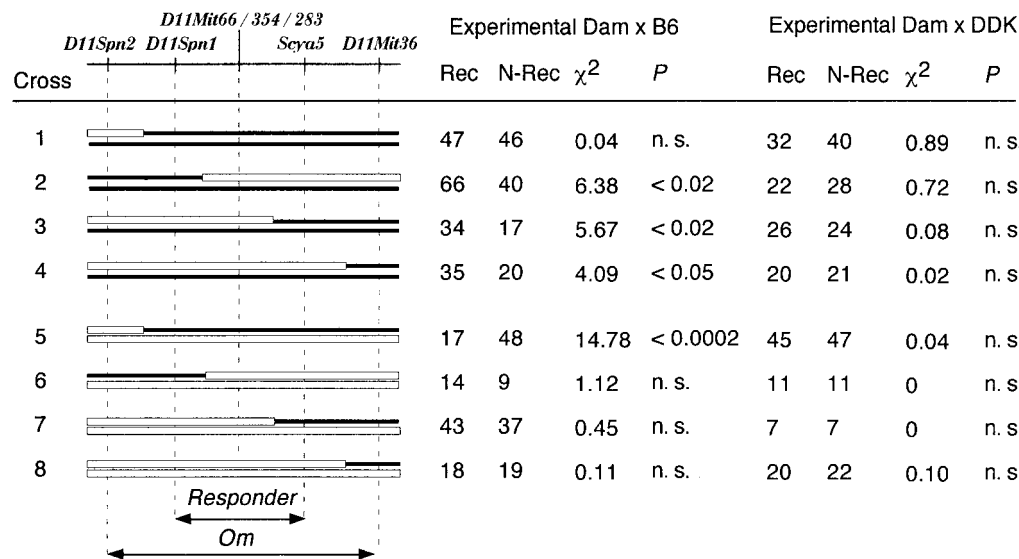 D11Mit66 / 354 / 283
D11Spn2 D11Spn1 Scya5 D11Mit36
Experimental Dam x B6 Experimental Dam x DDK
Cross Rec N-Rec χ² P Rec N-Rec χ² P
1 47 46 0.04 n. s. 32 40 0.89 n. s
2 66 40 6.38 < 0.02 22 28 0.72 n. s
3 34 17 5.67 < 0.02 26 24 0.08 n. s
4 35 20 4.09 < 0.05 20 21 0.02 n. s
5 17 48 14.78 < 0.0002 45 47 0.04 n. s
6 14 9 1.12 n. s. 11 11 0 n. s
7 43 37 0.45 n. s. 7 7 0 n. s
8 18 19 0.11 n. s. 20 22 0.10 n. s
Responder
Om